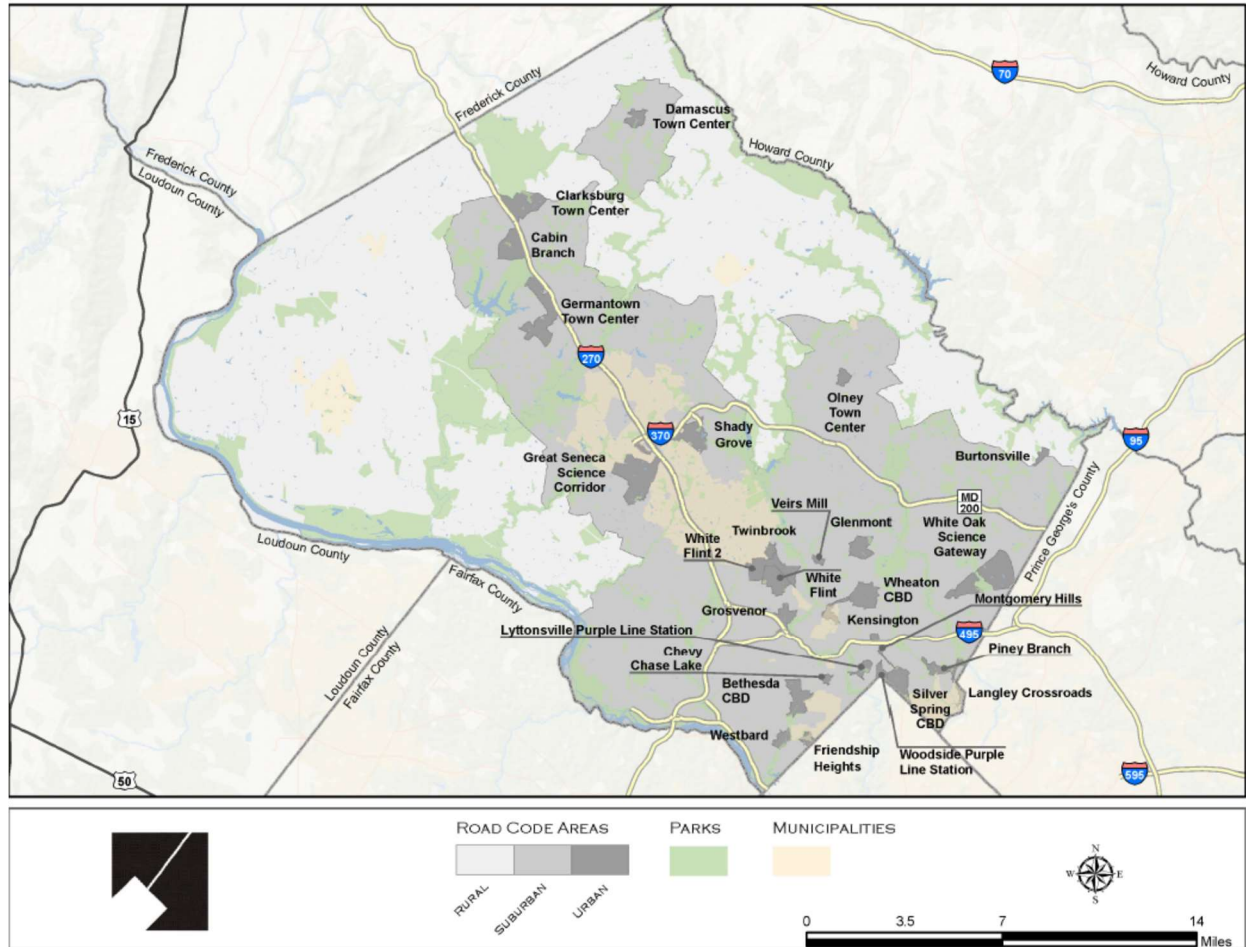 70
Howard County
Frederick County
Damascus
Town Center
Howard County
Frederick County
Loudoun County
Clarksburg
Town Center
Cabin
Branch
Germantown
Town Center
270
15
Olney
Town
Center
370
Shady
Grove
95
Great Seneca
Science
Corridor
Burtonsville
Prince George's County
MD
200
Veirs Mill
Glenmont
Twinbrook
White Oak
Science
Gateway
White
Flint 2
Loudoun County
Fairfax County
White
Flint
Wheaton
CBD
Montgomery Hills
Grosvenor
Kensington
Lyttonsville Purple Line Station
495
Chevy
Chase Lake
Piney Branch
Loudoun County
Fairfax County
Bethesda
CBD
Silver
Spring
CBD
Langley Crossroads
Westbard
Friendship
Heights
Woodside Purple
Line Station
50
595
ROAD CODE AREAS
PARKS
MUNICIPALITIES
RURAL
SUBURBAN
URBAN
N
W E
S
0 3.5 7 14
Miles